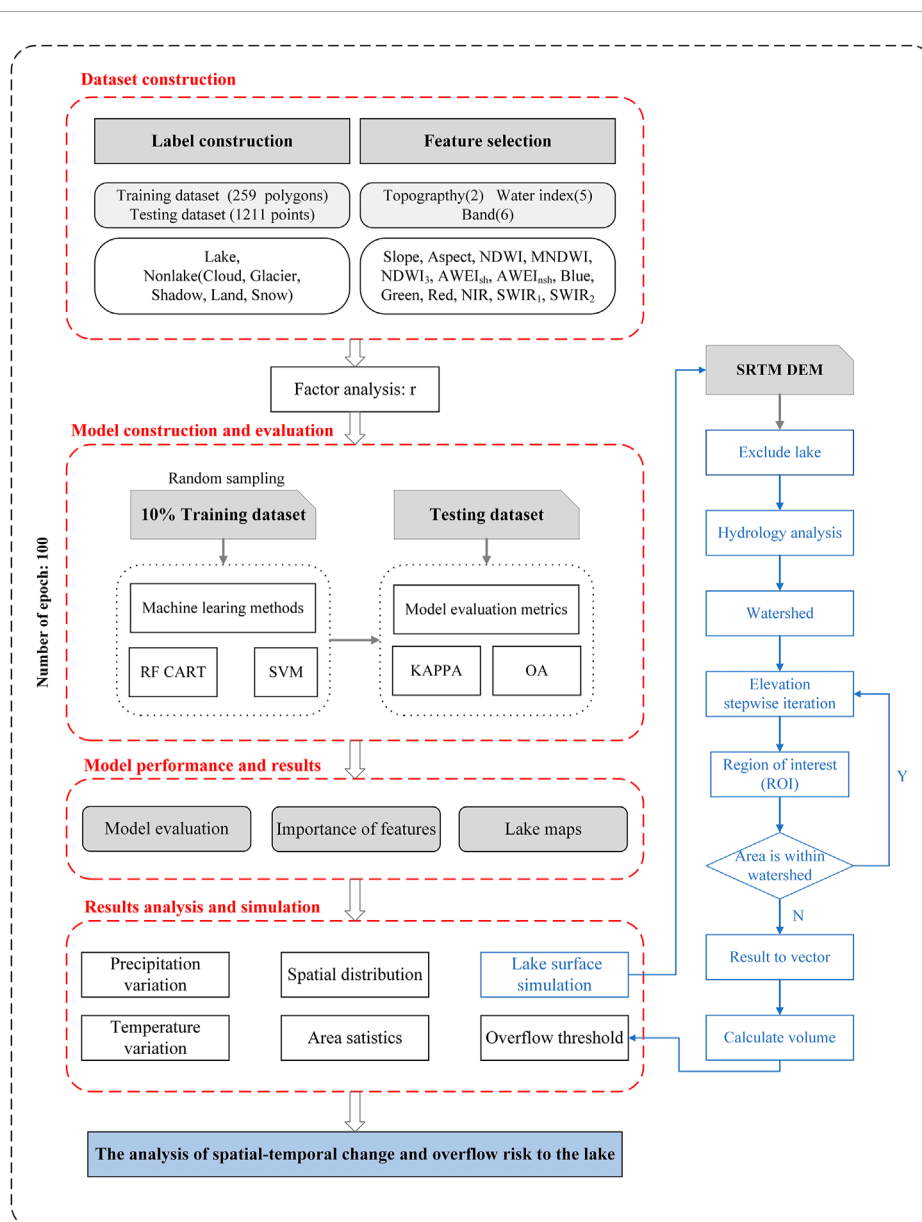 Dataset construction
Label construction
Feature selection
Training dataset (259 polygons)
Testing dataset (1211 points)
Topograpthy(2) Water index(5)
Band(6)
Lake,
Nonlake(Cloud, Glacier,
Shadow, Land, Snow)
Slope, Aspect, NDWI, MNDWI,
NDWI₃, AWEIsh, AWEInsh, Blue,
Green, Red, NIR, SWIR₁, SWIR₂
Factor analysis: r
Model construction and evaluation
Random sampling
10% Training dataset
Testing dataset
Machine learing methods
RF CART
SVM
Model evaluation metrics
KAPPA
OA
Number of epoch: 100
Model performance and results
Model evaluation
Importance of features
Lake maps
Results analysis and simulation
Precipitation
variation
Spatial distribution
Lake surface
simulation
Temperature
variation
Area satistics
Overflow threshold
The analysis of spatial-temporal change and overflow risk to the lake
SRTM DEM
Exclude lake
Hydrology analysis
Watershed
Elevation
stepwise iteration
Region of interest
(ROI)
Y
Area is within
watershed
N
Result to vector
Calculate volume